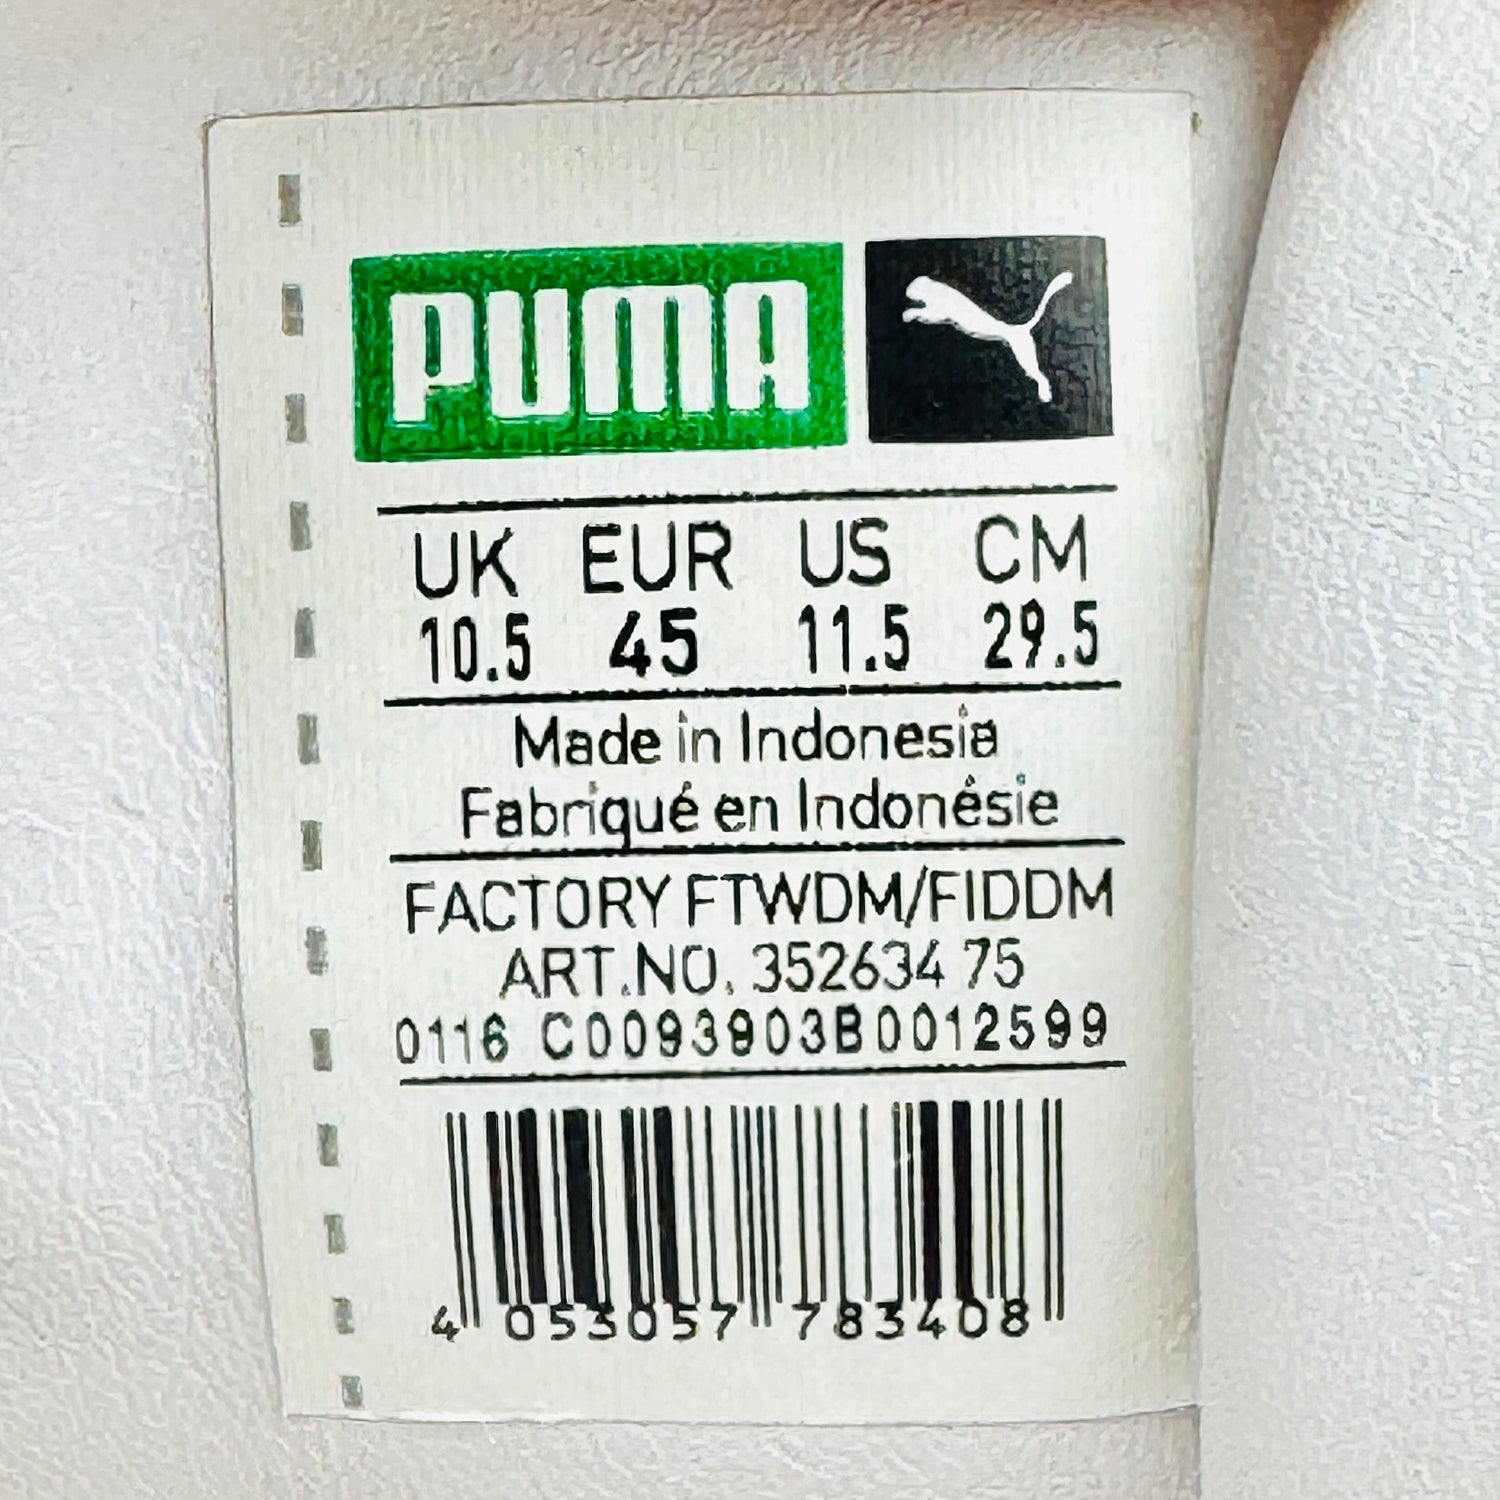 PUMA
UK EUR US CM
10.5 45 11.5 29.5
Made in Indonesia
Fabriqué en Indonésie
FACTORY FTWDM/FIDDM
ART.NO. 352634 75
0116 C0093903B0012599
4 053057 783408